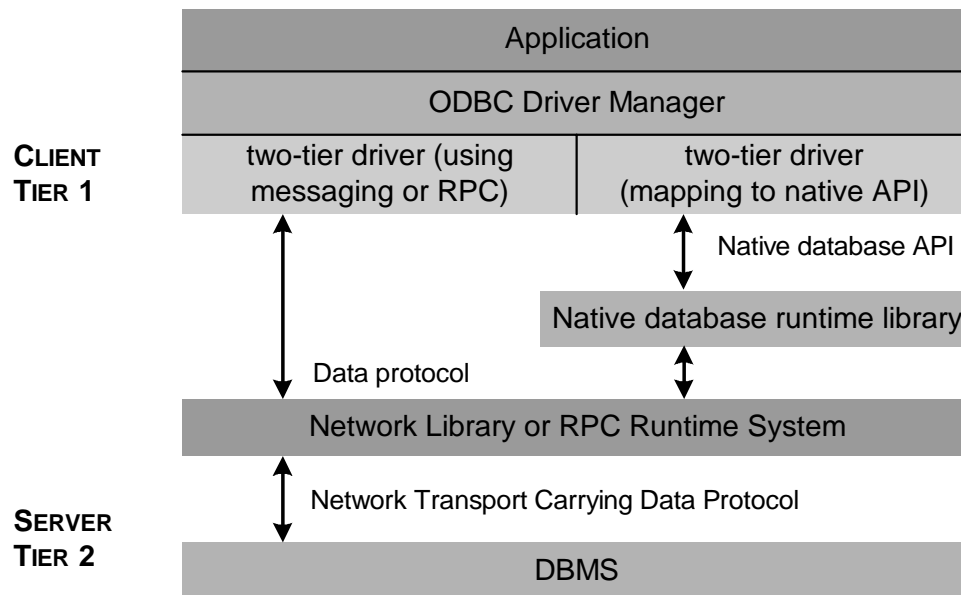 Application
ODBC Driver Manager
CLIENT
TIER 1
two-tier driver (using
messaging or RPC)
two-tier driver
(mapping to native API)
Native database API
Native database runtime library
Data protocol
Network Library or RPC Runtime System
Network Transport Carrying Data Protocol
SERVER
TIER 2
DBMS